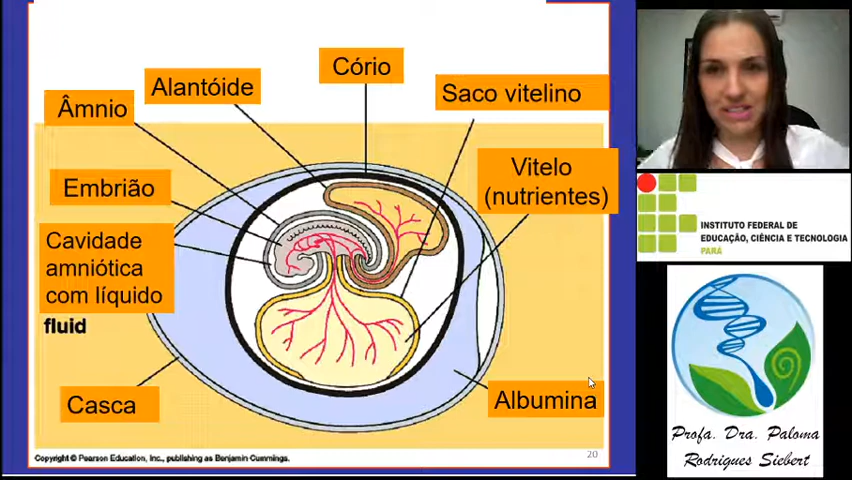 Cório
Alantóide
Saco vitelino
Âmnio
Vitelo
(nutrientes)
Embrião
Cavidade
amniótica
com líquido
fluid
Casca
Albumina
Copyright © Pearson Education, Inc., publishing as Benjamin Cummings.
20
INSTITUTO FEDERAL DE
EDUCAÇÃO, CIÊNCIA E TECNOLOGIA
PARÁ
Profa. Dra. Paloma
Rodrigues Siebert